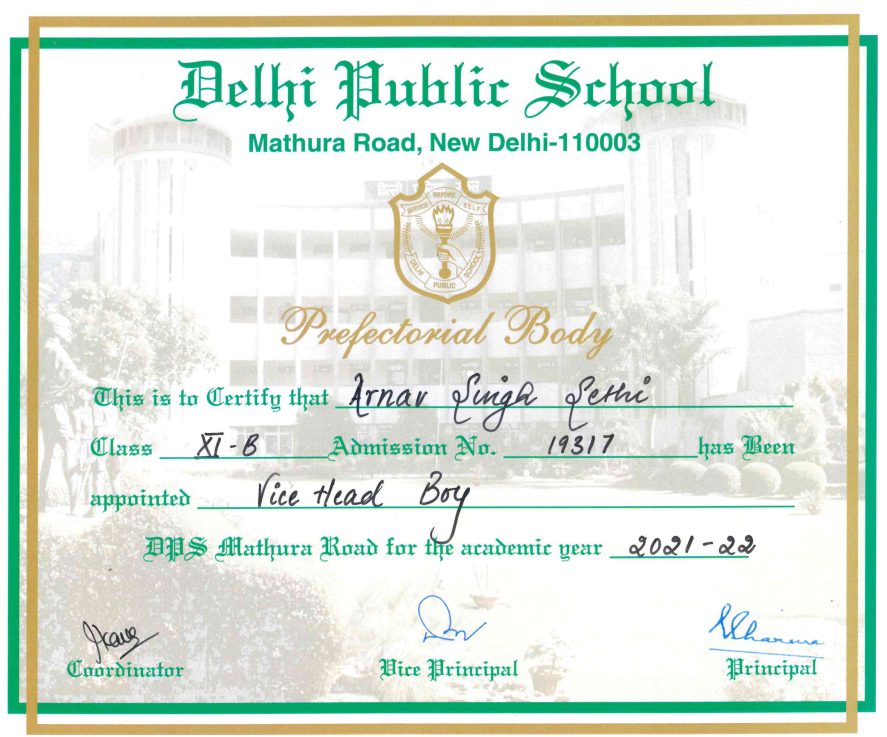 Delhi Public School
Mathura Road, New Delhi-110003
SERVICE BEFORE SELF
DELHI PUBLIC SCHOOL
Prefectorial Body
This is to Certify that Arnav Singh Sethi
Class XI-B Admission No. 19317 has Been
appointed Vice Head Boy
DPS Mathura Road for the academic year 2021-22
Coordinator Vice Principal Principal